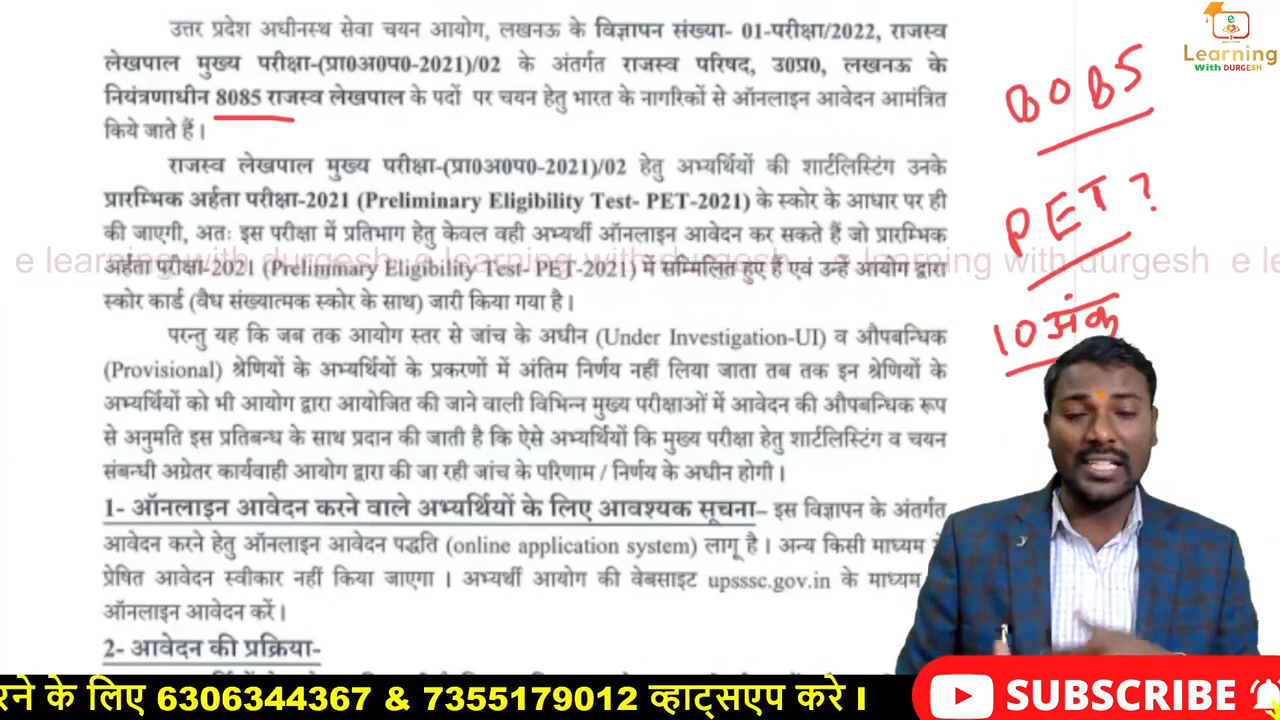 उत्तर प्रदेश अधीनस्थ सेवा चयन आयोग, लखनऊ के विज्ञापन संख्या- 01-परीक्षा/2022, राजस्व
लेखपाल मुख्य परीक्षा-(प्रा0अ0प0-2021)/02 के अंतर्गत राजस्व परिषद, उ0प्र0, लखनऊ के
नियंत्रणाधीन 8085 राजस्व लेखपाल के पदों पर चयन हेतु भारत के नागरिकों से ऑनलाइन आवेदन आमंत्रित
किये जाते हैं।
राजस्व लेखपाल मुख्य परीक्षा-(प्रा0अ0प0-2021)/02 हेतु अभ्यर्थियों की शार्टलिस्टिंग उनके
प्रारम्भिक अर्हता परीक्षा-2021 (Preliminary Eligibility Test- PET-2021) के स्कोर के आधार पर ही
की जाएगी, अतः इस परीक्षा में प्रतिभाग हेतु केवल वही अभ्यर्थी ऑनलाइन आवेदन कर सकते हैं जो प्रारम्भिक
अर्हता परीक्षा-2021 (Preliminary Eligibility Test- PET-2021) में सम्मिलित हुए हैं एवं उन्हें आयोग द्वारा
स्कोर कार्ड (वैध संख्यात्मक स्कोर के साथ) जारी किया गया है।
परन्तु यह कि जब तक आयोग स्तर से जांच के अधीन (Under Investigation-UI) व औपबन्धिक
(Provisional) श्रेणियों के अभ्यर्थियों के प्रकरणों में अंतिम निर्णय नहीं लिया जाता तब तक इन श्रेणियों के
अभ्यर्थियों को भी आयोग द्वारा आयोजित की जाने वाली विभिन्न मुख्य परीक्षाओं में आवेदन की औपबन्धिक रूप
से अनुमति इस प्रतिबन्ध के साथ प्रदान की जाती है कि ऐसे अभ्यर्थियों कि मुख्य परीक्षा हेतु शार्टलिस्टिंग व चयन
संबन्धी अग्रेतर कार्यवाही आयोग द्वारा की जा रही जांच के परिणाम / निर्णय के अधीन होगी।
1- ऑनलाइन आवेदन करने वाले अभ्यर्थियों के लिए आवश्यक सूचना– इस विज्ञापन के अंतर्गत
आवेदन करने हेतु ऑनलाइन आवेदन पद्धति (online application system) लागू है। अन्य किसी माध्यम
प्रेषित आवेदन स्वीकार नहीं किया जाएगा । अभ्यर्थी आयोग की वेबसाइट upsssc.gov.in के माध्यम
ऑनलाइन आवेदन करें।
2- आवेदन की प्रक्रिया-
e learning with durgesh e learning with durgesh e le
8085
PET ?
10 अंक
e
Learning
With DURGESH
रने के लिए 6306344367 & 7355179012 व्हाट्सएप करे ।
SUBSCRIBE